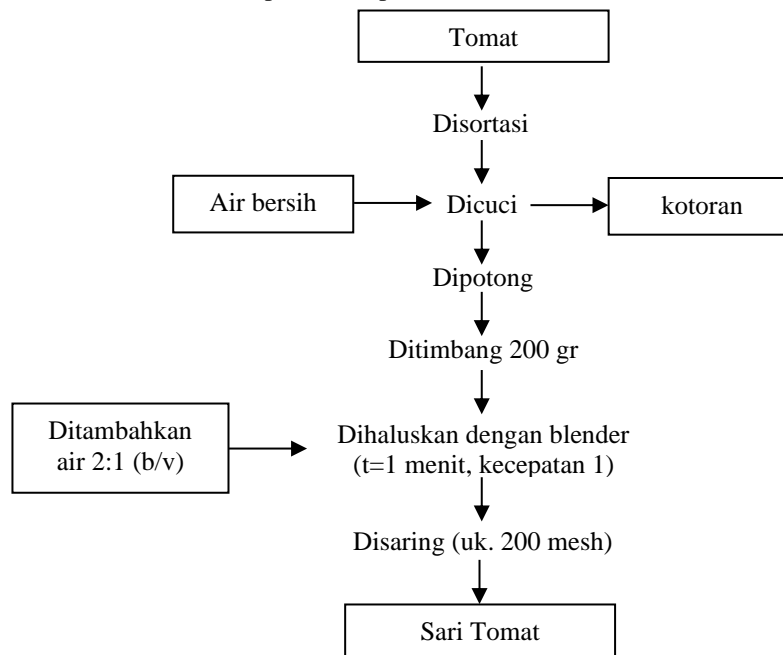 Tomat
Disortasi
Air bersih
Dicuci
kotoran
Dipotong
Ditimbang 200 gr
Ditambahkan
air 2:1 (b/v)
Dihaluskan dengan blender
(t=1 menit, kecepatan 1)
Disaring (uk. 200 mesh)
Sari Tomat